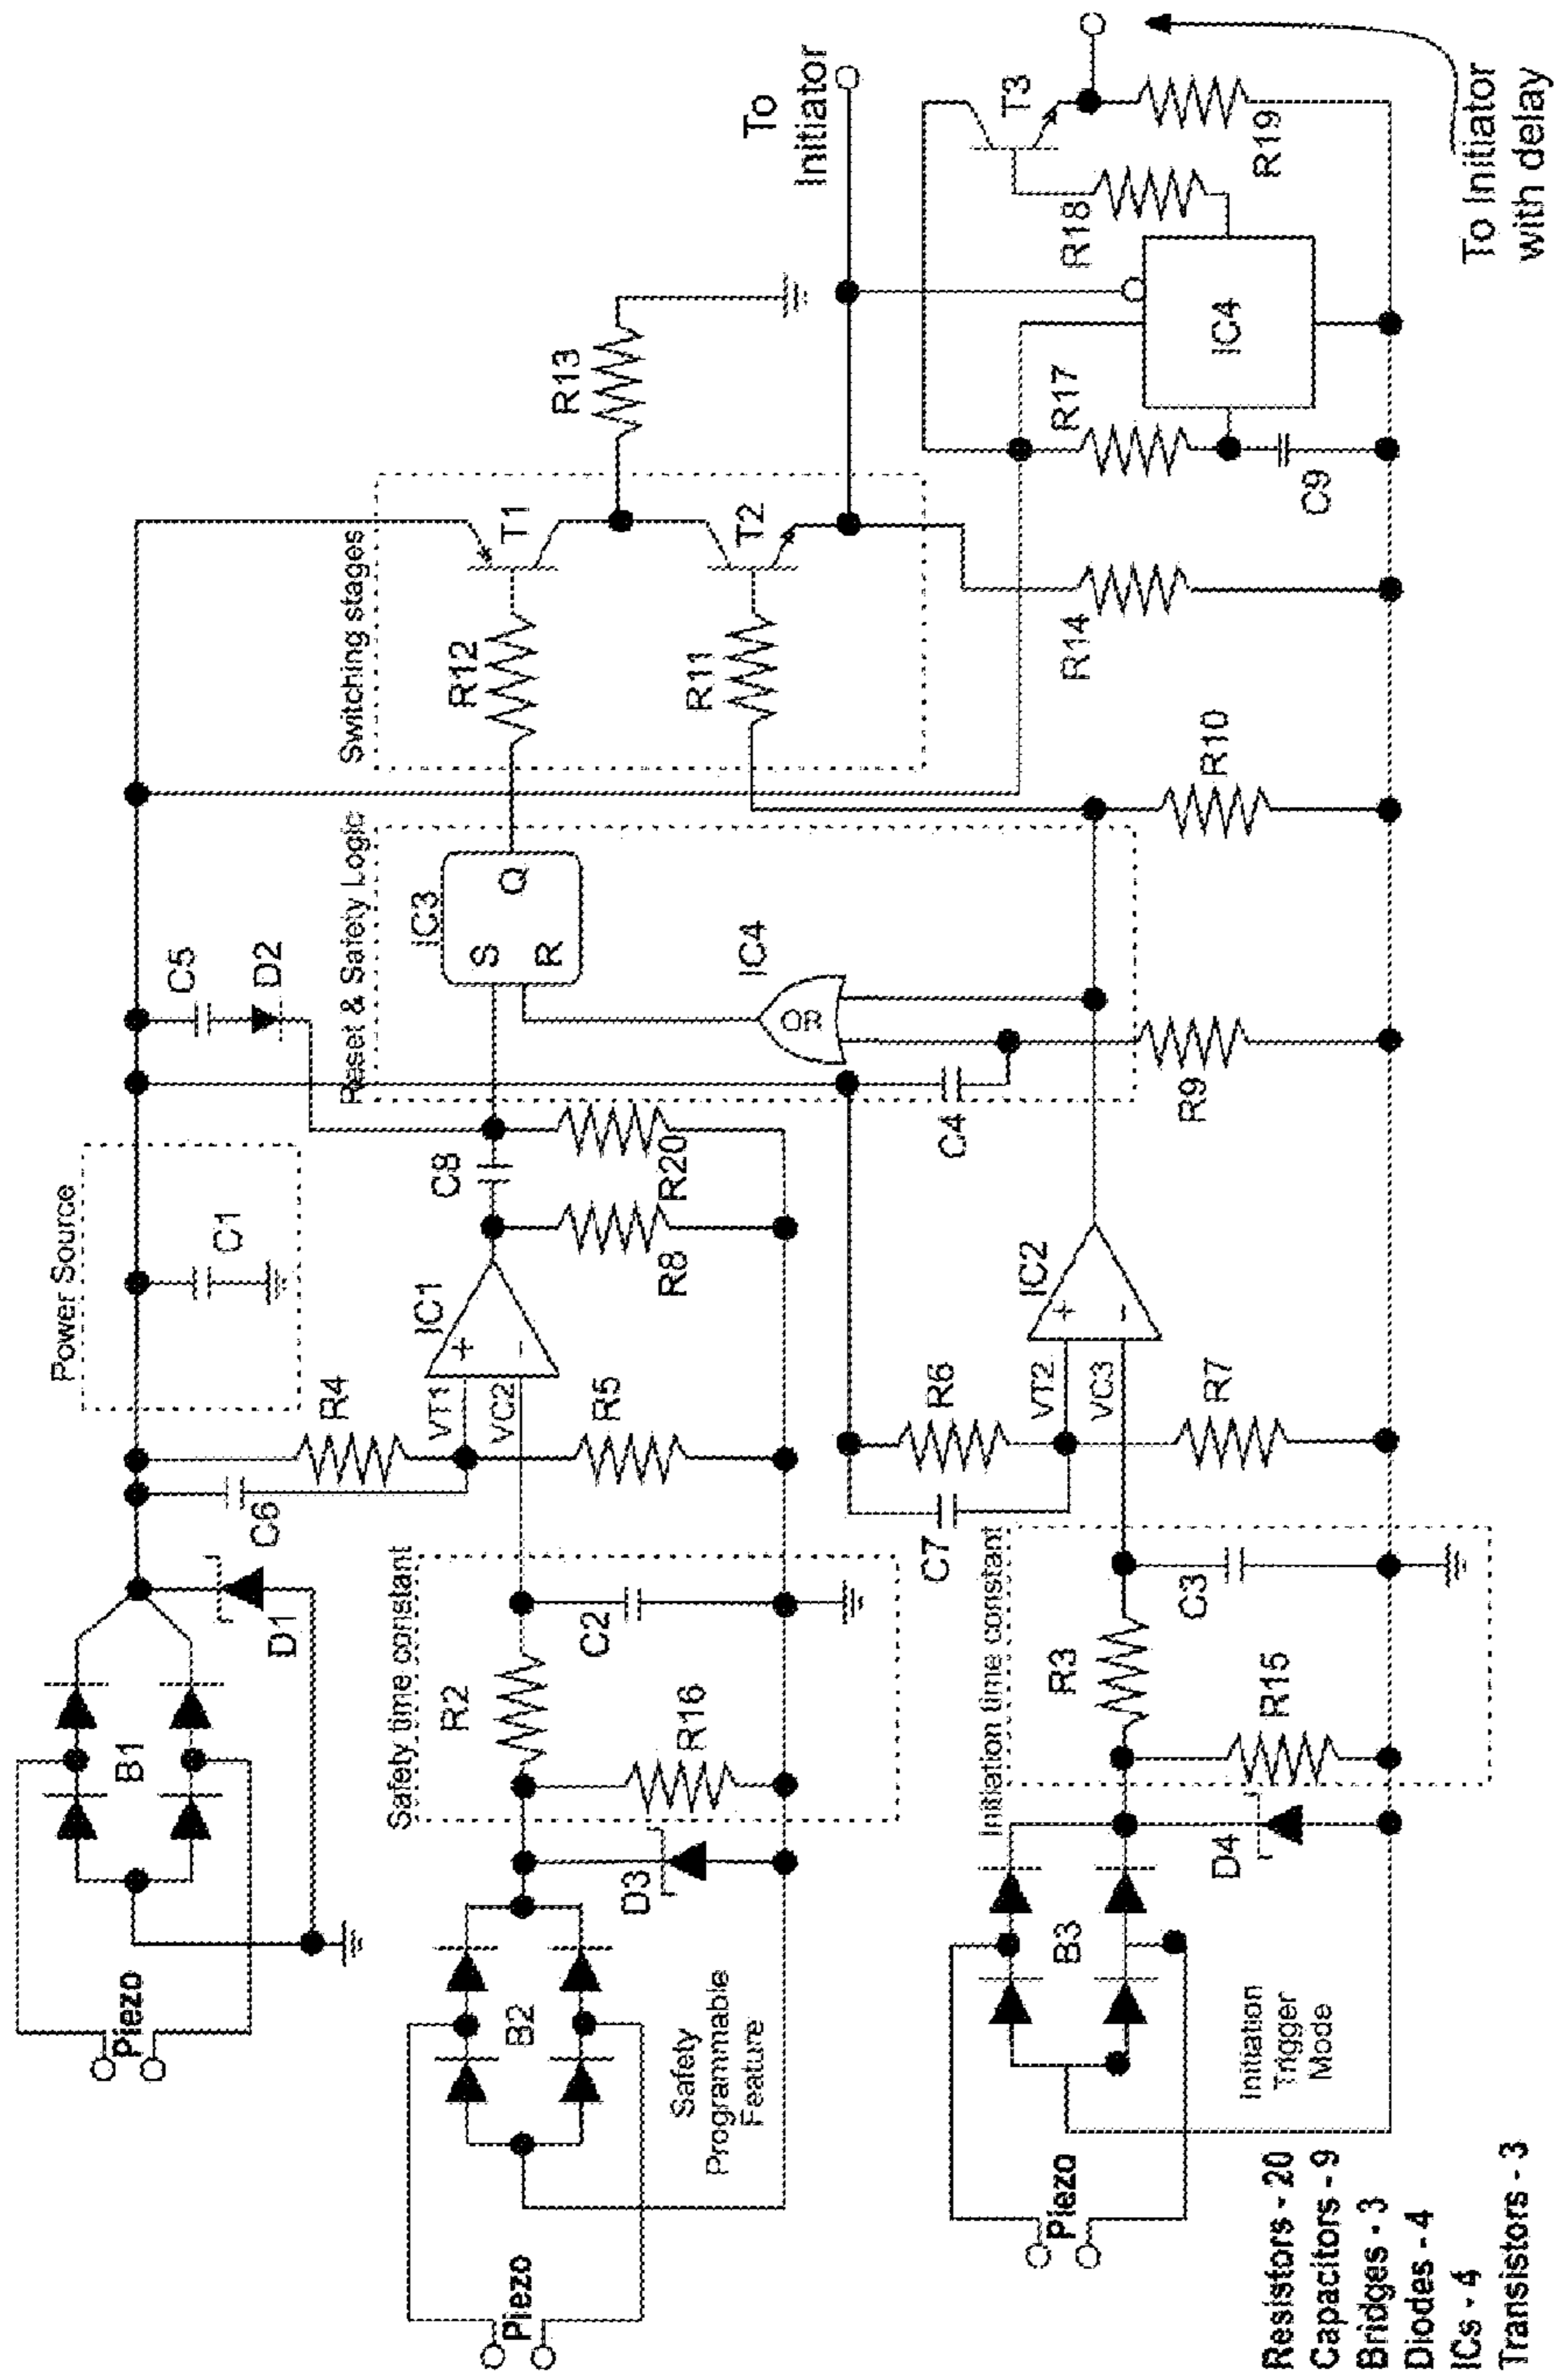 Piezo
B1
D1
Power Source
C1
C5
D2
C6
R4
VT1
VC2
R5
IC1
C8
R8
R20
Piezo
B2
Safety
Programmable
Feature
D3
Safety time constant
R2
R16
C2
Reset & Safety Logic
IC3
S
R
Q
IC4
OR
C4
R9
Switching stages
R12
T1
R11
T2
R13
To
Initiator
Piezo
B3
Initiation
Trigger
Mode
D4
Initiation time constant
R3
R15
C3
C7
R6
VT2
VC3
R7
IC2
+
-
+
-
R10
R14
R17
C9
IC4
R18
T3
R19
To Initiator
with delay
Resistors - 20
Capacitors - 9
Bridges - 3
Diodes - 4
ICs - 4
Transistors - 3